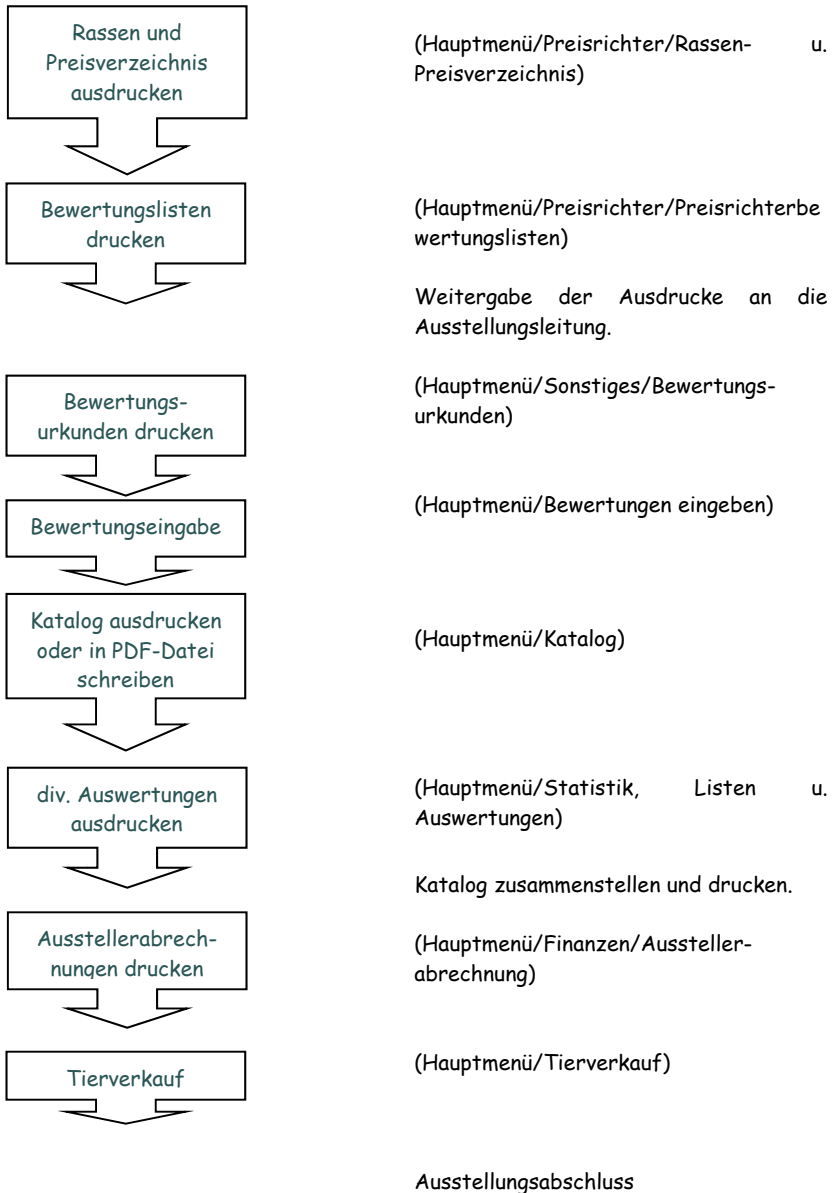 Rassen und
Preisverzeichnis
ausdrucken
(Hauptmenü/Preisrichter/Rassen- u.
Preisverzeichnis)
Bewertungslisten
drucken
(Hauptmenü/Preisrichter/Preisrichterbe
wertungslisten)
Weitergabe der Ausdrucke an die
Ausstellungsleitung.
Bewertungs-
urkunden drucken
(Hauptmenü/Sonstiges/Bewertungs-
urkunden)
Bewertungseingabe
(Hauptmenü/Bewertungen eingeben)
Katalog ausdrucken
oder in PDF-Datei
schreiben
(Hauptmenü/Katalog)
div. Auswertungen
ausdrucken
(Hauptmenü/Statistik, Listen u.
Auswertungen)
Katalog zusammenstellen und drucken.
Ausstellerabrech-
nungen drucken
(Hauptmenü/Finanzen/Aussteller-
abrechnung)
Tierverkauf
(Hauptmenü/Tierverkauf)
Ausstellungsabschluss